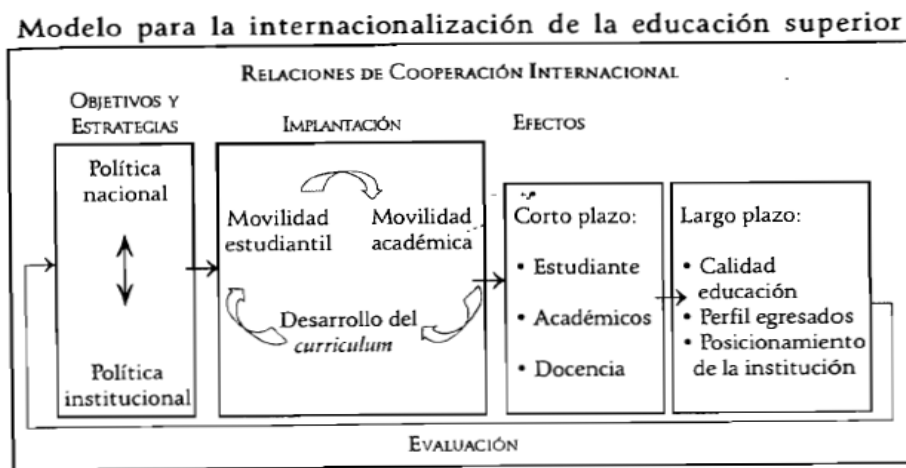 Modelo para la internacionalización de la educación superior
RELACIONES DE COOPERACIÓN INTERNACIONAL
OBJETIVOS Y
ESTRATEGIAS
IMPLANTACIÓN
EFECTOS
Política
nacional
Política
institucional
Movilidad
estudiantil
Movilidad
académica
Desarrollo del
curriculum
Corto plazo:
• Estudiante
• Académicos
• Docencia
Largo plazo:
• Calidad
educación
• Perfil egresados
• Posicionamiento
de la institución
EVALUACIÓN